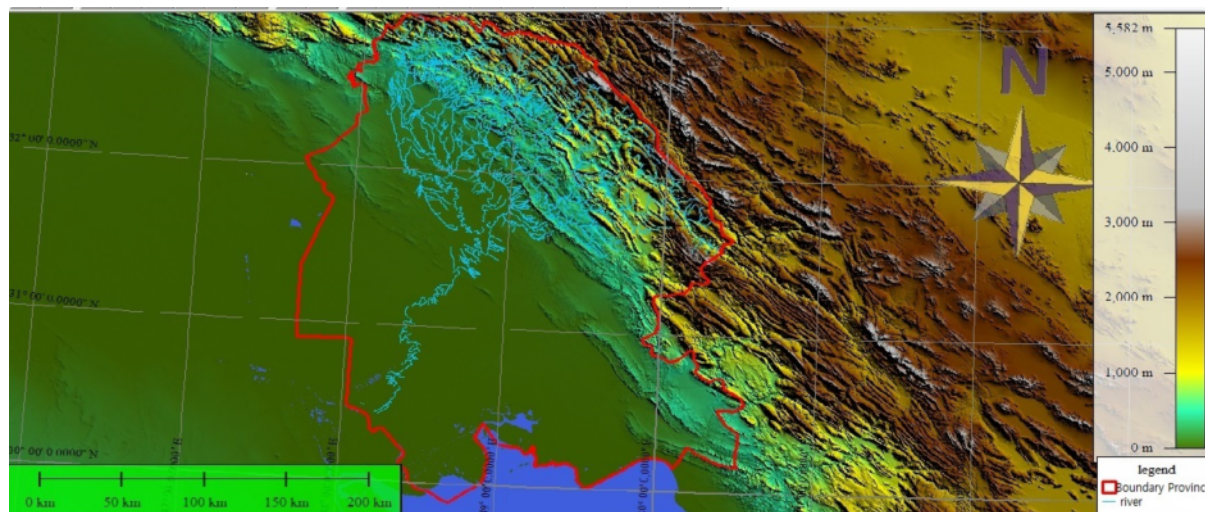 N
5,582 m
5,000 m
4,000 m
3,000 m
2,000 m
1,000 m
0 m
legend
Boundary Provinc
river
32° 00' 0.0000" N
31° 00' 0.0000" N
00' 0.0000" N
0 km 50 km 100 km 150 km 200 km